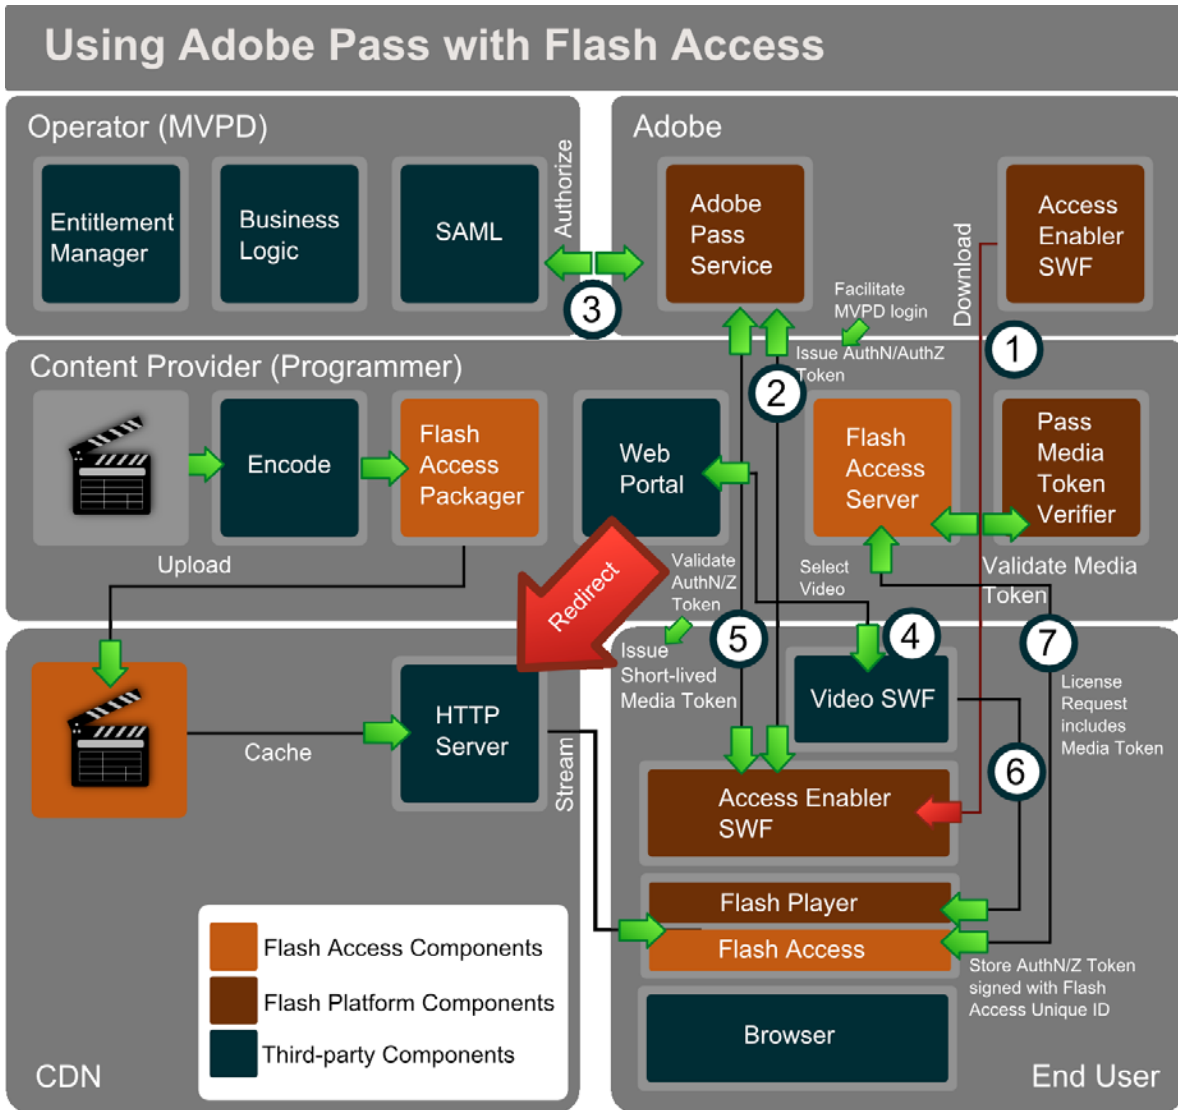 Using Adobe Pass with Flash Access
Operator (MVPD)
Entitlement
Manager
Business
Logic
SAML
Authorize
3
Adobe
Adobe
Pass
Service
Access
Enabler
SWF
Download
1
Facilitate
MVPD login
Issue AuthN/AuthZ
Token
2
Content Provider (Programmer)
Encode
Flash
Access
Packager
Web
Portal
Flash
Access
Server
Pass
Media
Token
Verifier
Upload
Redirect
Validate
AuthN/Z
Token
Select
Video
Validate Media
Token
Issue
Short-lived
Media Token
5
4
7
Video SWF
License
Request
includes
Media Token
6
HTTP
Server
Cache
Stream
Access Enabler
SWF
Flash Player
Flash Access
Store AuthN/Z Token
signed with Flash
Access Unique ID
Browser
Flash Access Components
Flash Platform Components
Third-party Components
CDN
End User